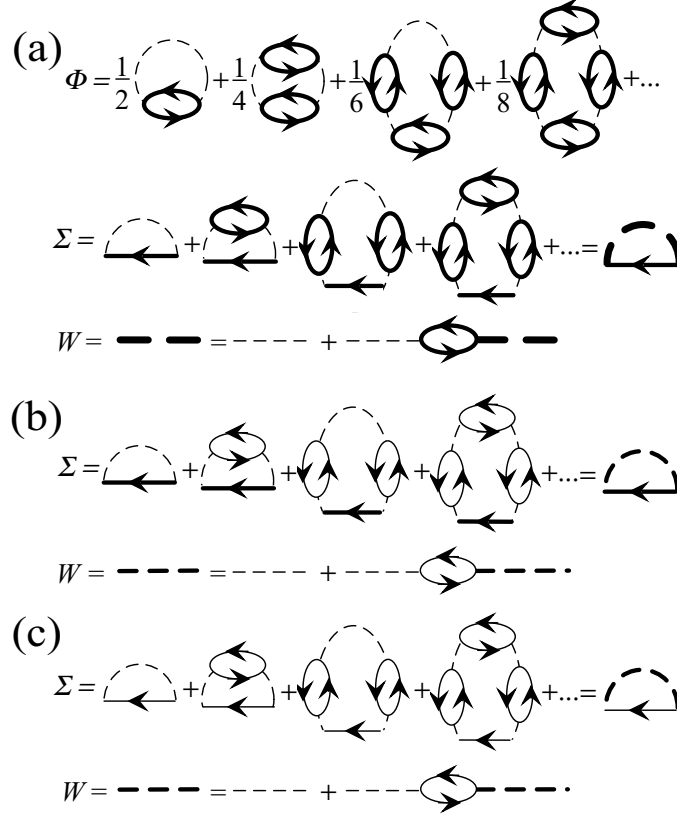 (a)
Φ = 1/2 + 1/4 + 1/6 + 1/8 +...
Σ = + + + +...=
W = = +
(b)
Σ = + + + +...=
W = = +
(c)
Σ = + + + +...=
W = = +